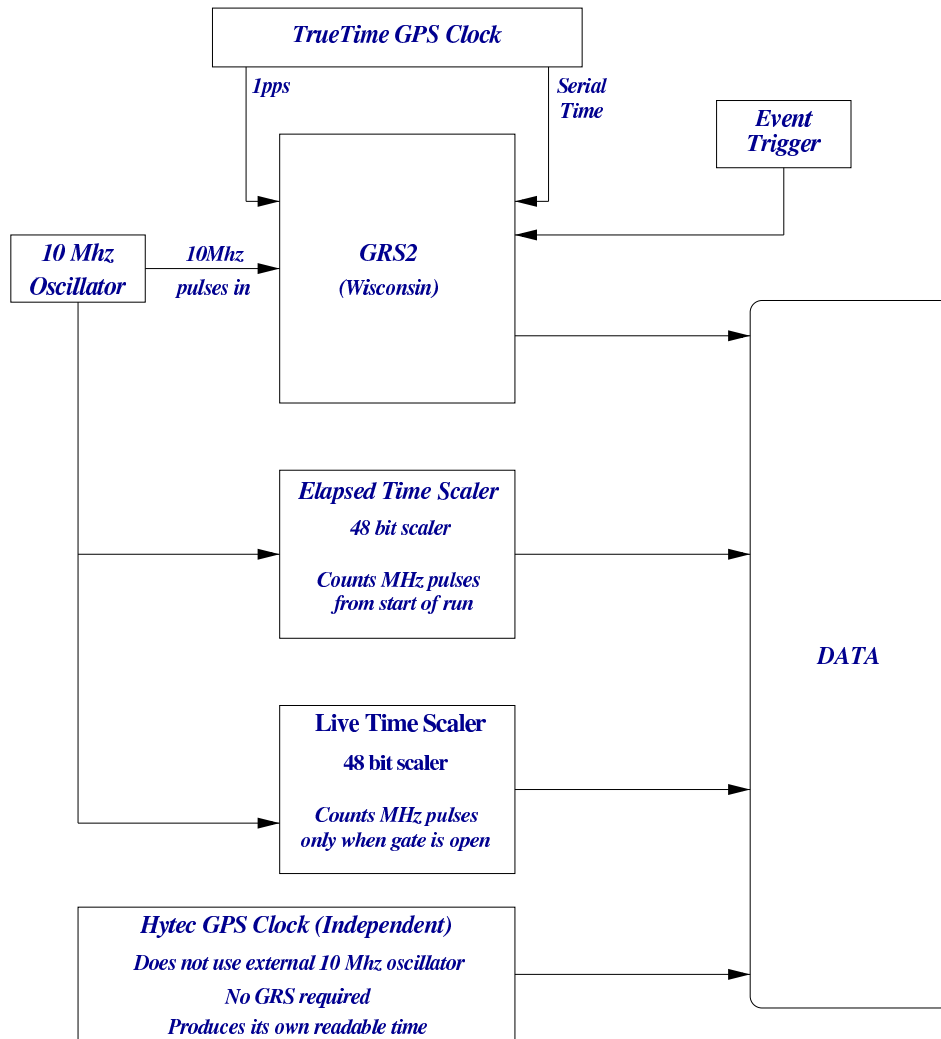 TrueTime GPS Clock
1pps
Serial
Time
Event
Trigger
10 Mhz
Oscillator
10Mhz
pulses in
GRS2
(Wisconsin)
Elapsed Time Scaler
48 bit scaler
Counts MHz pulses
from start of run
DATA
Live Time Scaler
48 bit scaler
Counts MHz pulses
only when gate is open
Hytec GPS Clock (Independent)
Does not use external 10 Mhz oscillator
No GRS required
Produces its own readable time